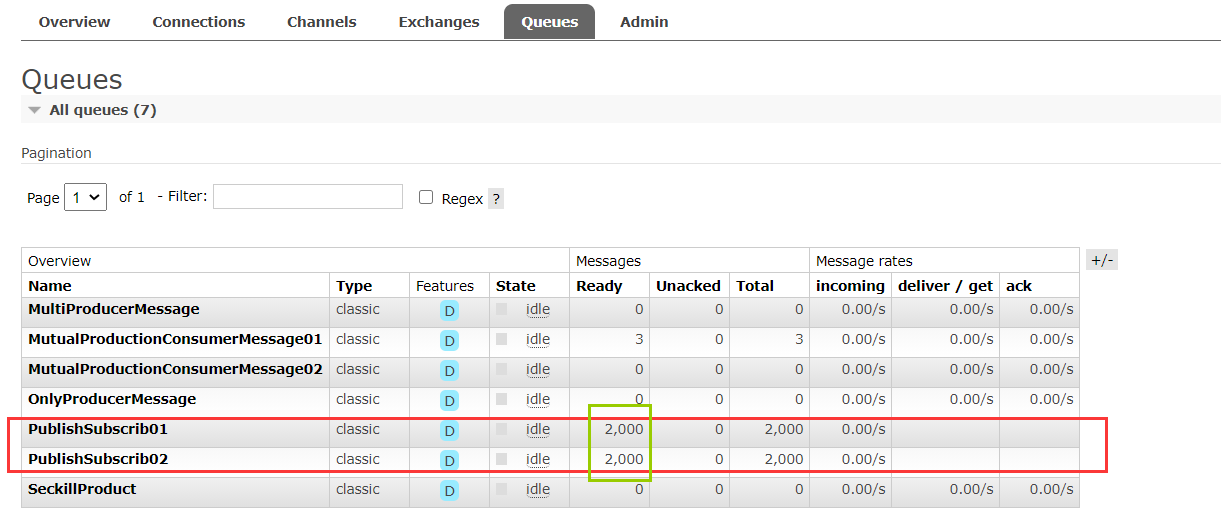 Overview Connections Channels Exchanges Queues Admin
Queues
All queues (7)
Pagination
Page 1 of 1 - Filter: Regex ?
Overview Messages Message rates +/-
Name Type Features State Ready Unacked Total incoming deliver / get ack
MultiProducerMessage classic D idle 0 0 0 0.00/s 0.00/s 0.00/s
MutualProductionConsumerMessage01 classic D idle 3 0 3 0.00/s 0.00/s 0.00/s
MutualProductionConsumerMessage02 classic D idle 0 0 0 0.00/s 0.00/s 0.00/s
OnlyProducerMessage classic D idle 0 0 0 0.00/s 0.00/s 0.00/s
PublishSubscrib01 classic D idle 2,000 0 2,000 0.00/s
PublishSubscrib02 classic D idle 2,000 0 2,000 0.00/s
SeckillProduct classic D idle 0 0 0 0.00/s 0.00/s 0.00/s